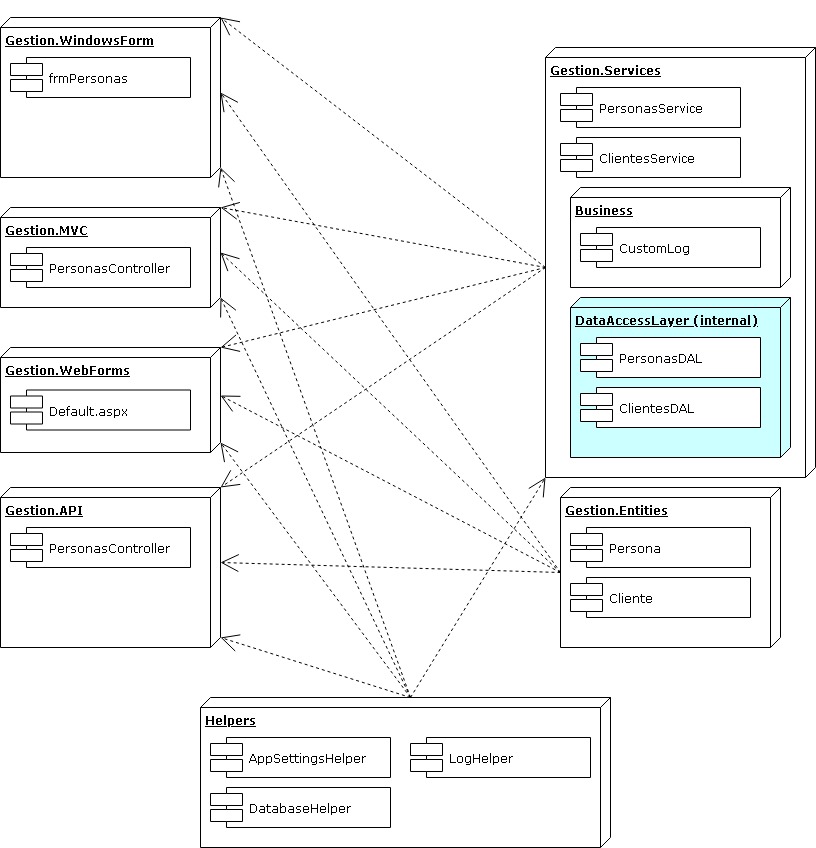 Gestion.WindowsForm
frmPersonas
Gestion.MVC
PersonasController
Gestion.WebForms
Default.aspx
Gestion.API
PersonasController
Gestion.Services
PersonasService
ClientesService
Business
CustomLog
DataAccessLayer (internal)
PersonasDAL
ClientesDAL
Gestion.Entities
Persona
Cliente
Helpers
AppSettingsHelper
LogHelper
DatabaseHelper